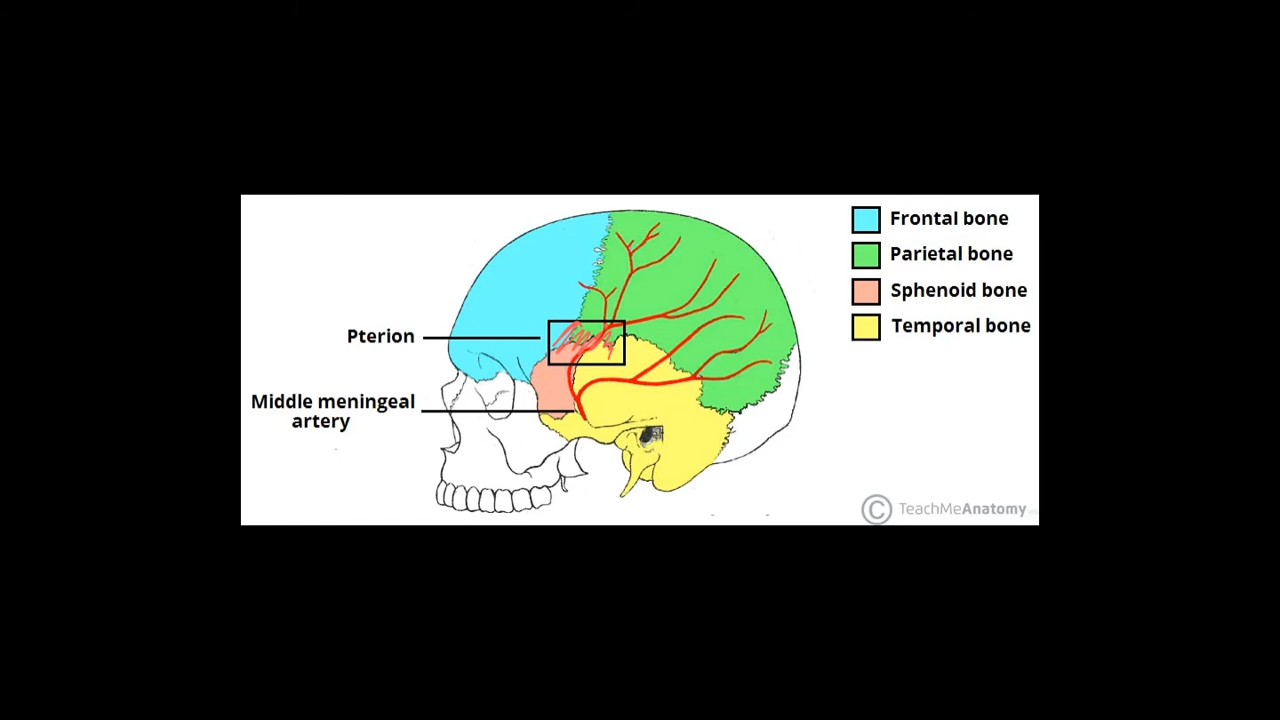 Frontal bone
Parietal bone
Sphenoid bone
Temporal bone
Pterion
Middle meningeal
artery
© TeachMeAnatomy